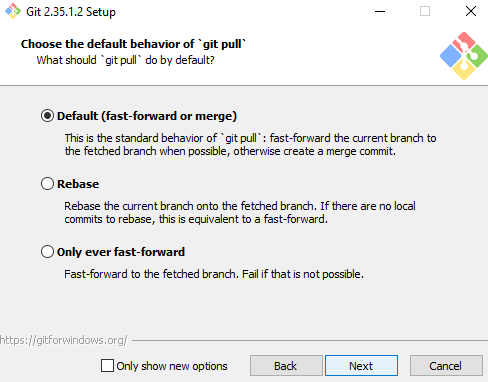 Git 2.35.1.2 Setup
Choose the default behavior of `git pull`
What should `git pull` do by default?
Default (fast-forward or merge)
This is the standard behavior of `git pull`: fast-forward the current branch to
the fetched branch when possible, otherwise create a merge commit.
Rebase
Rebase the current branch onto the fetched branch. If there are no local
commits to rebase, this is equivalent to a fast-forward.
Only ever fast-forward
Fast-forward to the fetched branch. Fail if that is not possible.
https://gitforwindows.org/
Only show new options
Back
Next
Cancel